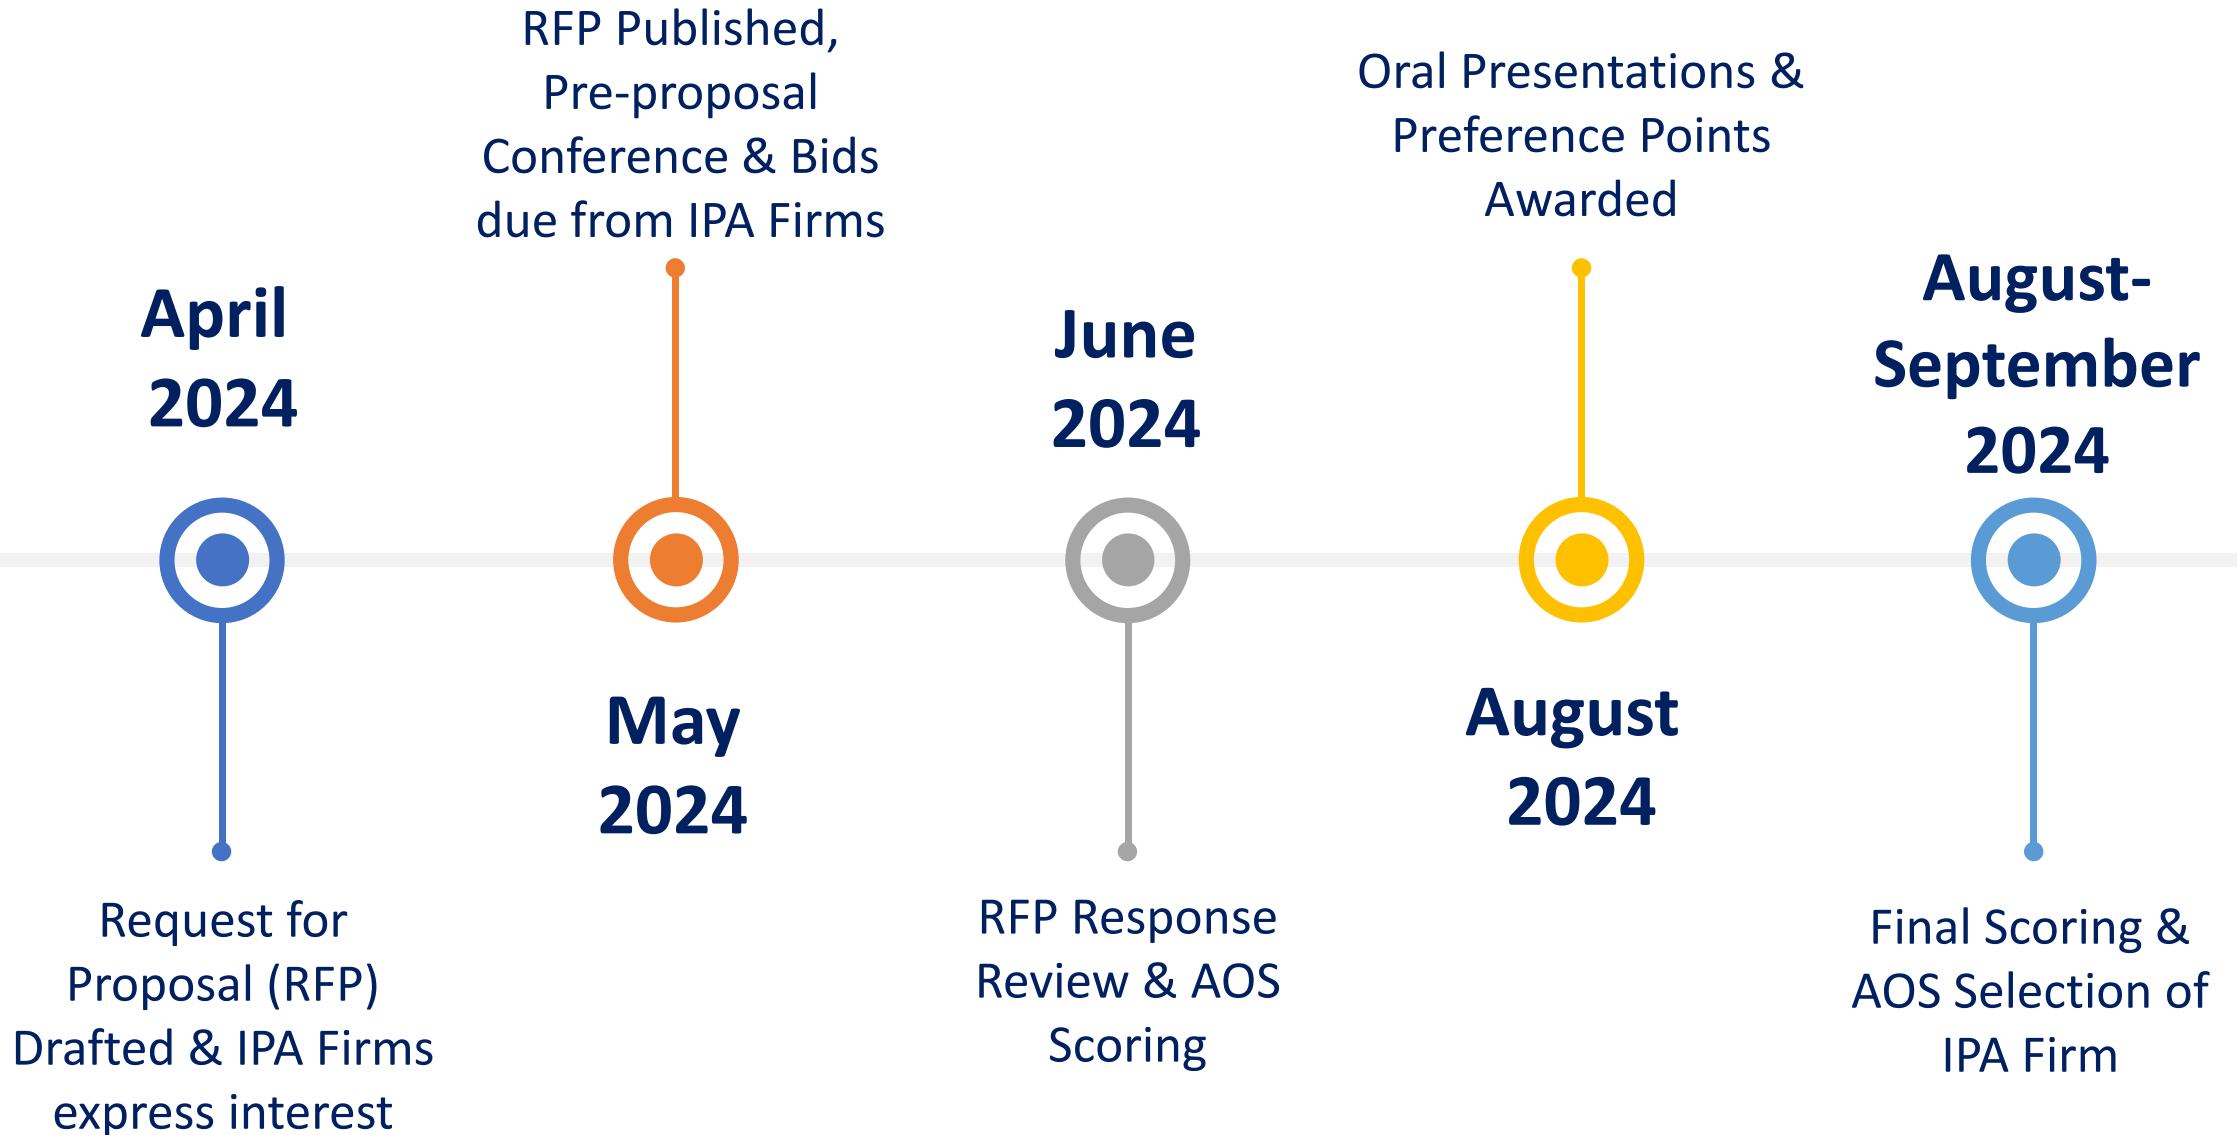 April
2024
Request for
Proposal (RFP)
Drafted & IPA Firms
express interest
RFP Published,
Pre-proposal
Conference & Bids
due from IPA Firms
May
2024
June
2024
RFP Response
Review & AOS
Scoring
Oral Presentations &
Preference Points
Awarded
August
2024
August-
September
2024
Final Scoring &
AOS Selection of
IPA Firm